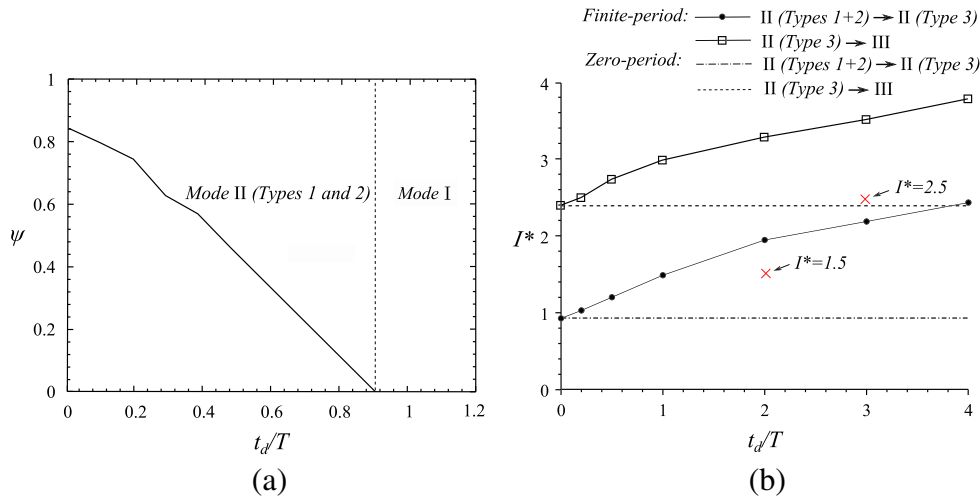 Finite-period: II (Types 1+2) → II (Type 3)
II (Type 3) → III
Zero-period: II (Types 1+2) → II (Type 3)
II (Type 3) → III
1
0.8
0.6
0.4
0.2
0
ψ
Mode II (Types 1 and 2)
Mode I
0 0.2 0.4 0.6 0.8 1 1.2
t_d/T
(a)
4
3
2
1
0
I*
I*=2.5
I*=1.5
0 1 2 3 4
t_d/T
(b)